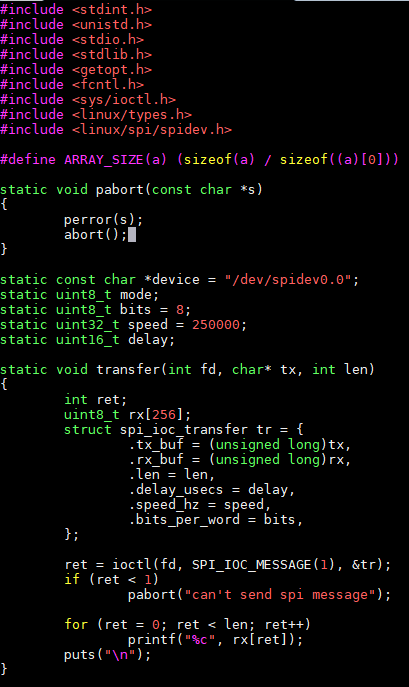 #include <stdint.h>
#include <unistd.h>
#include <stdio.h>
#include <stdlib.h>
#include <getopt.h>
#include <fcntl.h>
#include <sys/ioctl.h>
#include <linux/types.h>
#include <linux/spi/spidev.h>

#define ARRAY_SIZE(a) (sizeof(a) / sizeof((a)[0]))

static void pabort(const char *s)
{
        perror(s);
        abort();
}

static const char *device = "/dev/spidev0.0";
static uint8_t mode;
static uint8_t bits = 8;
static uint32_t speed = 250000;
static uint16_t delay;

static void transfer(int fd, char* tx, int len)
{
        int ret;
        uint8_t rx[256];
        struct spi_ioc_transfer tr = {
                .tx_buf = (unsigned long)tx,
                .rx_buf = (unsigned long)rx,
                .len = len,
                .delay_usecs = delay,
                .speed_hz = speed,
                .bits_per_word = bits,
        };

        ret = ioctl(fd, SPI_IOC_MESSAGE(1), &tr);
        if (ret < 1)
                pabort("can't send spi message");

        for (ret = 0; ret < len; ret++)
                printf("%c", rx[ret]);
        puts("\n");
}